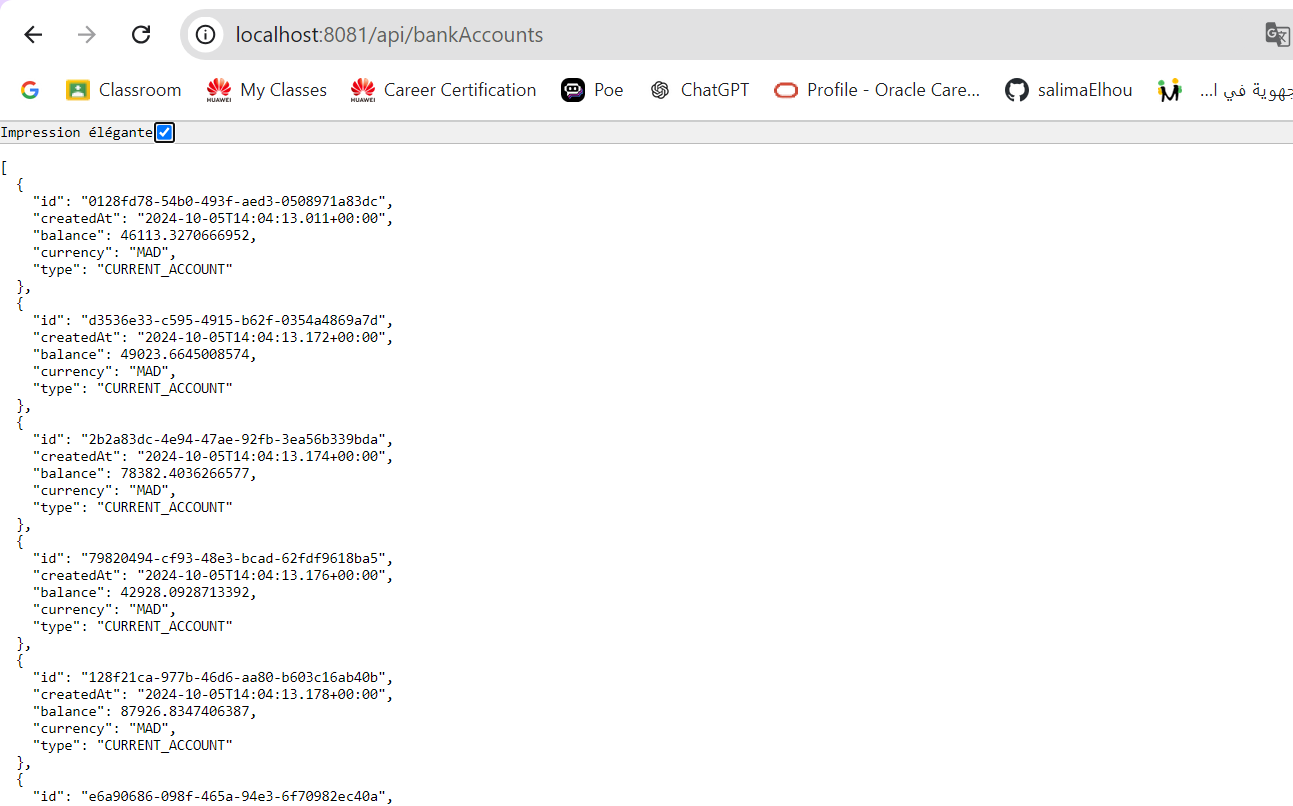 localhost:8081/api/bankAccounts
Classroom My Classes Career Certification Poe ChatGPT Profile - Oracle Care... salimaElhou ...جهوية في ا
HUAWEI HUAWEI
Impression élégante
[
  {
    "id": "0128fd78-54b0-493f-aed3-0508971a83dc",
    "createdAt": "2024-10-05T14:04:13.011+00:00",
    "balance": 46113.3270666952,
    "currency": "MAD",
    "type": "CURRENT_ACCOUNT"
  },
  {
    "id": "d3536e33-c595-4915-b62f-0354a4869a7d",
    "createdAt": "2024-10-05T14:04:13.172+00:00",
    "balance": 49023.6645008574,
    "currency": "MAD",
    "type": "CURRENT_ACCOUNT"
  },
  {
    "id": "2b2a83dc-4e94-47ae-92fb-3ea56b339bda",
    "createdAt": "2024-10-05T14:04:13.174+00:00",
    "balance": 78382.4036266577,
    "currency": "MAD",
    "type": "CURRENT_ACCOUNT"
  },
  {
    "id": "79820494-cf93-48e3-bcad-62fdf9618ba5",
    "createdAt": "2024-10-05T14:04:13.176+00:00",
    "balance": 42928.0928713392,
    "currency": "MAD",
    "type": "CURRENT_ACCOUNT"
  },
  {
    "id": "128f21ca-977b-46d6-aa80-b603c16ab40b",
    "createdAt": "2024-10-05T14:04:13.178+00:00",
    "balance": 87926.8347406387,
    "currency": "MAD",
    "type": "CURRENT_ACCOUNT"
  },
  {
    "id": "e6a90686-098f-465a-94e3-6f70982ec40a",